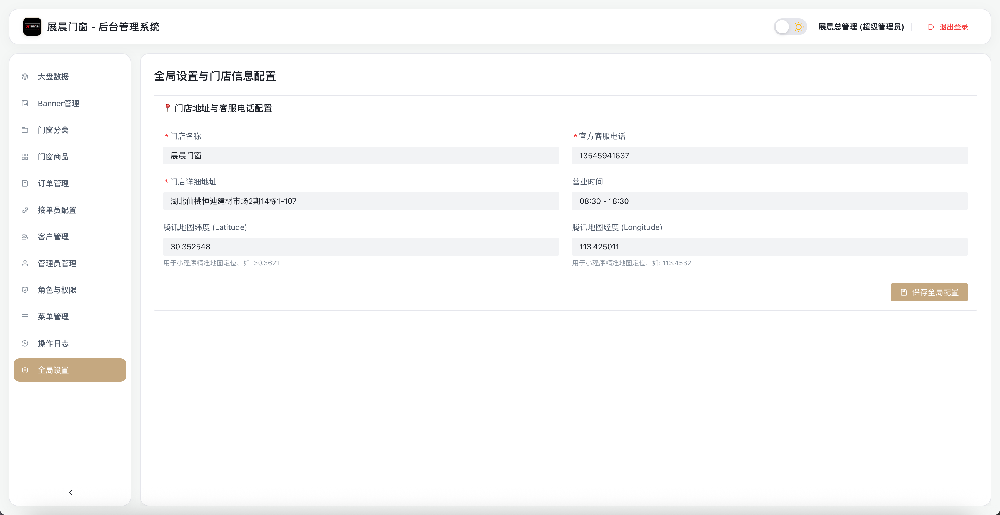 展晨门窗
展晨门窗 - 后台管理系统
展晨总管理 (超级管理员)
退出登录
大盘数据
Banner管理
门窗分类
门窗商品
订单管理
接单员配置
客户管理
管理员管理
角色与权限
菜单管理
操作日志
全局设置
全局设置与门店信息配置
门店地址与客服电话配置
* 门店名称
展晨门窗
* 官方客服电话
13545941637
* 门店详细地址
湖北仙桃恒迪建材市场2期14栋1-107
营业时间
08:30 - 18:30
腾讯地图纬度 (Latitude)
30.352548
用于小程序精准地图定位，如: 30.3621
腾讯地图经度 (Longitude)
113.425011
用于小程序精准地图定位，如: 113.4532
保存全局配置